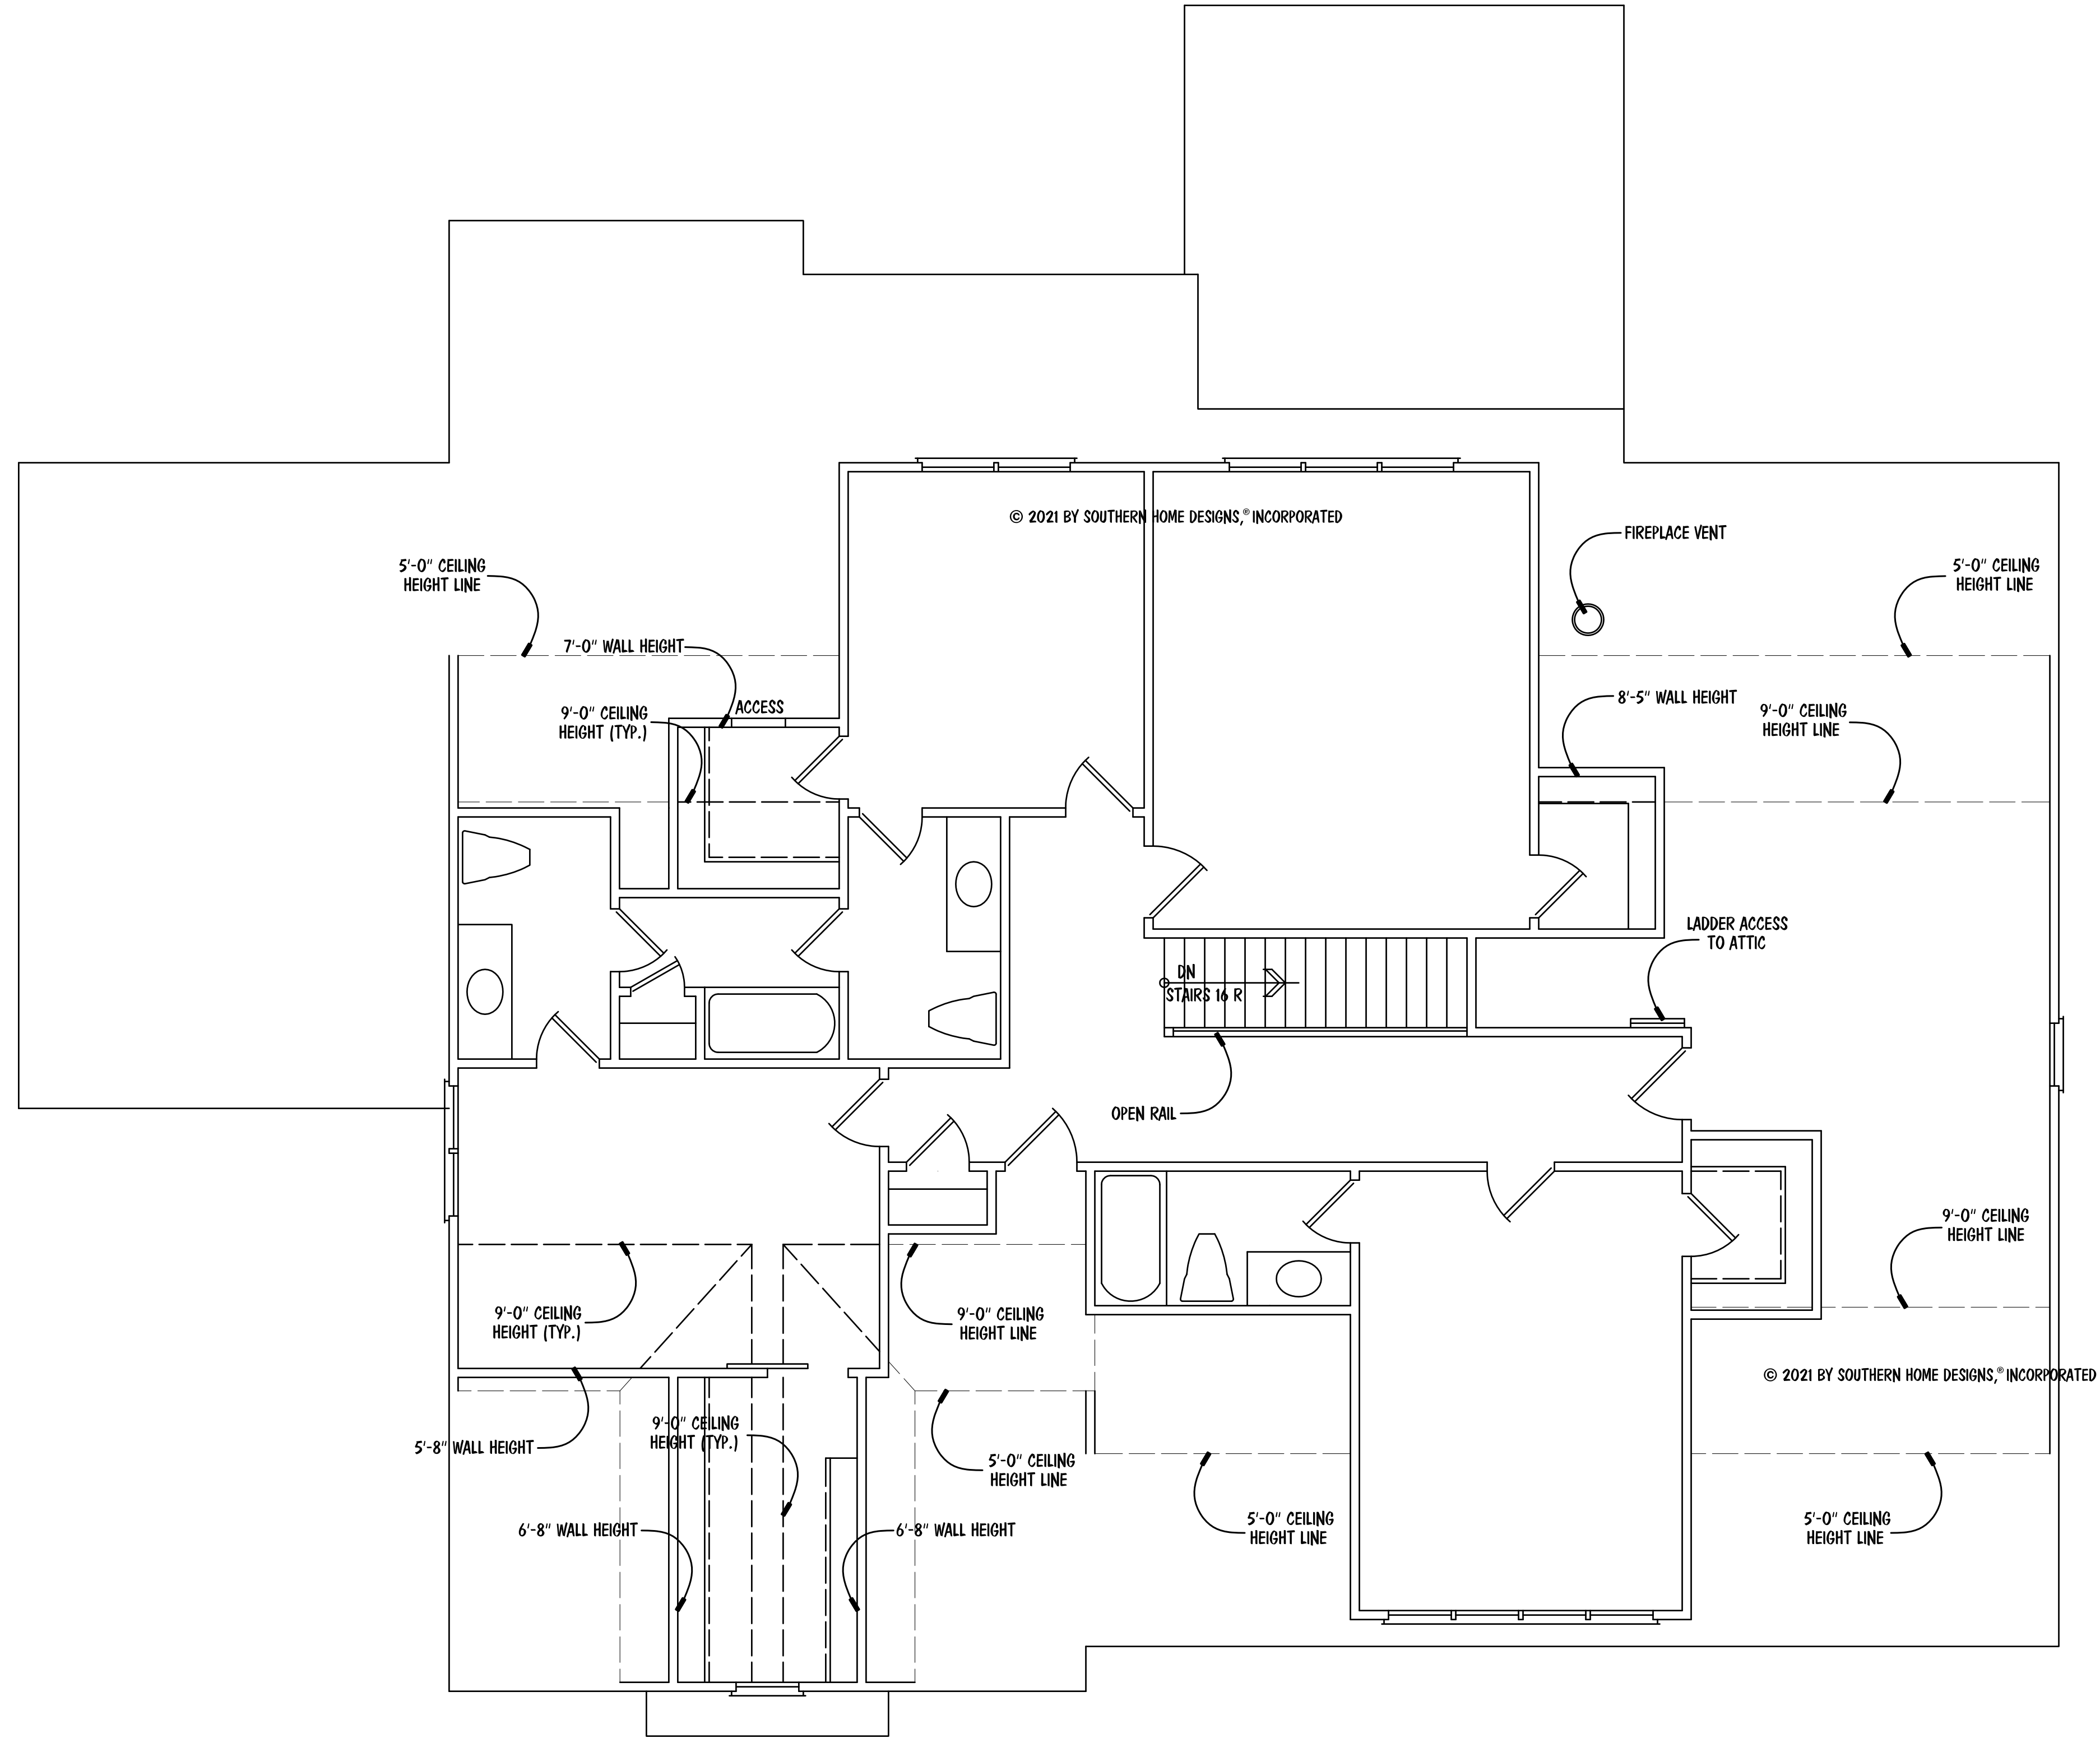 © 2021 BY SOUTHERN HOME DESIGNS,® INCORPORATED
FIREPLACE VENT
5'-0" CEILING
HEIGHT LINE
5'-0" CEILING
HEIGHT LINE
7'-0" WALL HEIGHT
ACCESS
9'-0" CEILING
HEIGHT (TYP.)
8'-5" WALL HEIGHT
9'-0" CEILING
HEIGHT LINE
LADDER ACCESS
TO ATTIC
DN
STAIRS 16 R
OPEN RAIL
9'-0" CEILING
HEIGHT LINE
9'-0" CEILING
HEIGHT (TYP.)
9'-0" CEILING
HEIGHT LINE
© 2021 BY SOUTHERN HOME DESIGNS,® INCORPORATED
5'-8" WALL HEIGHT
9'-0" CEILING
HEIGHT (TYP.)
5'-0" CEILING
HEIGHT LINE
6'-8" WALL HEIGHT
6'-8" WALL HEIGHT
5'-0" CEILING
HEIGHT LINE
5'-0" CEILING
HEIGHT LINE